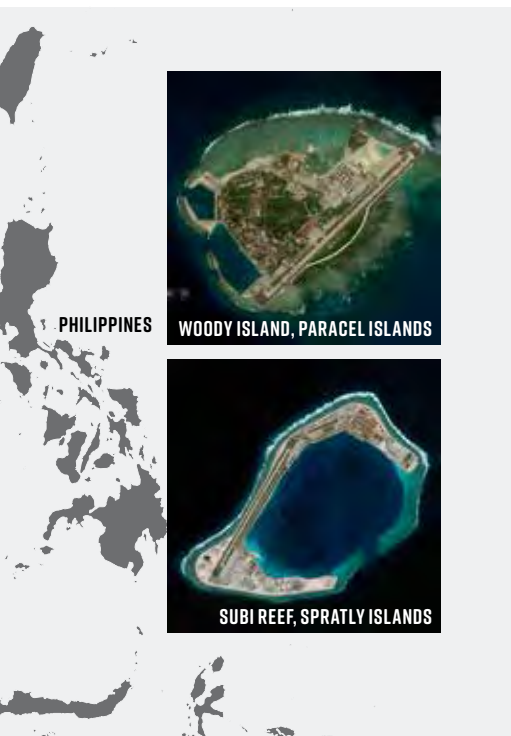 PHILIPPINES
WOODY ISLAND, PARACEL ISLANDS
SUBI REEF, SPRATLY ISLANDS